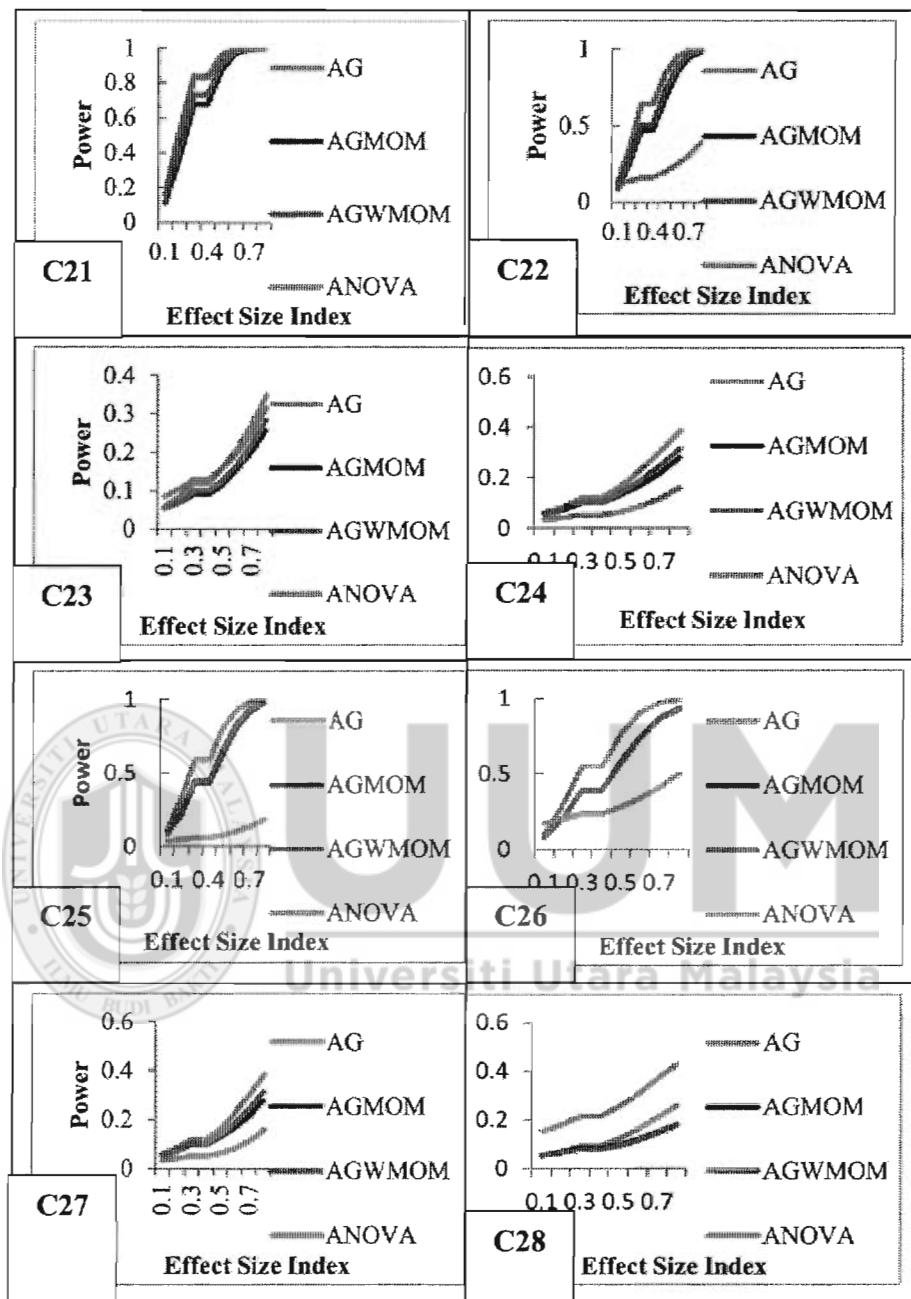 Power
1
0.8
0.6
0.4
0.2
0
0.1 0.4 0.7
Effect Size Index
AG
AGMOM
AGWMOM
ANOVA
C21
Power
1
0.5
0
0.1 0.4 0.7
Effect Size Index
AG
AGMOM
AGWMOM
ANOVA
C22
Power
0.4
0.3
0.2
0.1
0
0.1 0.3 0.5 0.7
Effect Size Index
AG
AGMOM
AGWMOM
ANOVA
C23
0.6
0.4
0.2
0
0.1 0.3 0.5 0.7
Effect Size Index
AG
AGMOM
AGWMOM
ANOVA
C24
Power
1
0.5
0
0.1 0.4 0.7
Effect Size Index
AG
AGMOM
AGWMOM
ANOVA
C25
1
0.5
0
0.1 0.3 0.5 0.7
Effect Size Index
AG
AGMOM
AGWMOM
ANOVA
C26
UNIVERSITI UTARA MALAYSIA
ILMU BUDI BAKTI
UUM
Universiti Utara Malaysia
Power
0.6
0.4
0.2
0
0.1 0.3 0.5 0.7
Effect Size Index
AG
AGMOM
AGWMOM
ANOVA
C27
0.6
0.4
0.2
0
0.1 0.3 0.5 0.7
Effect Size Index
AG
AGMOM
AGWMOM
ANOVA
C28